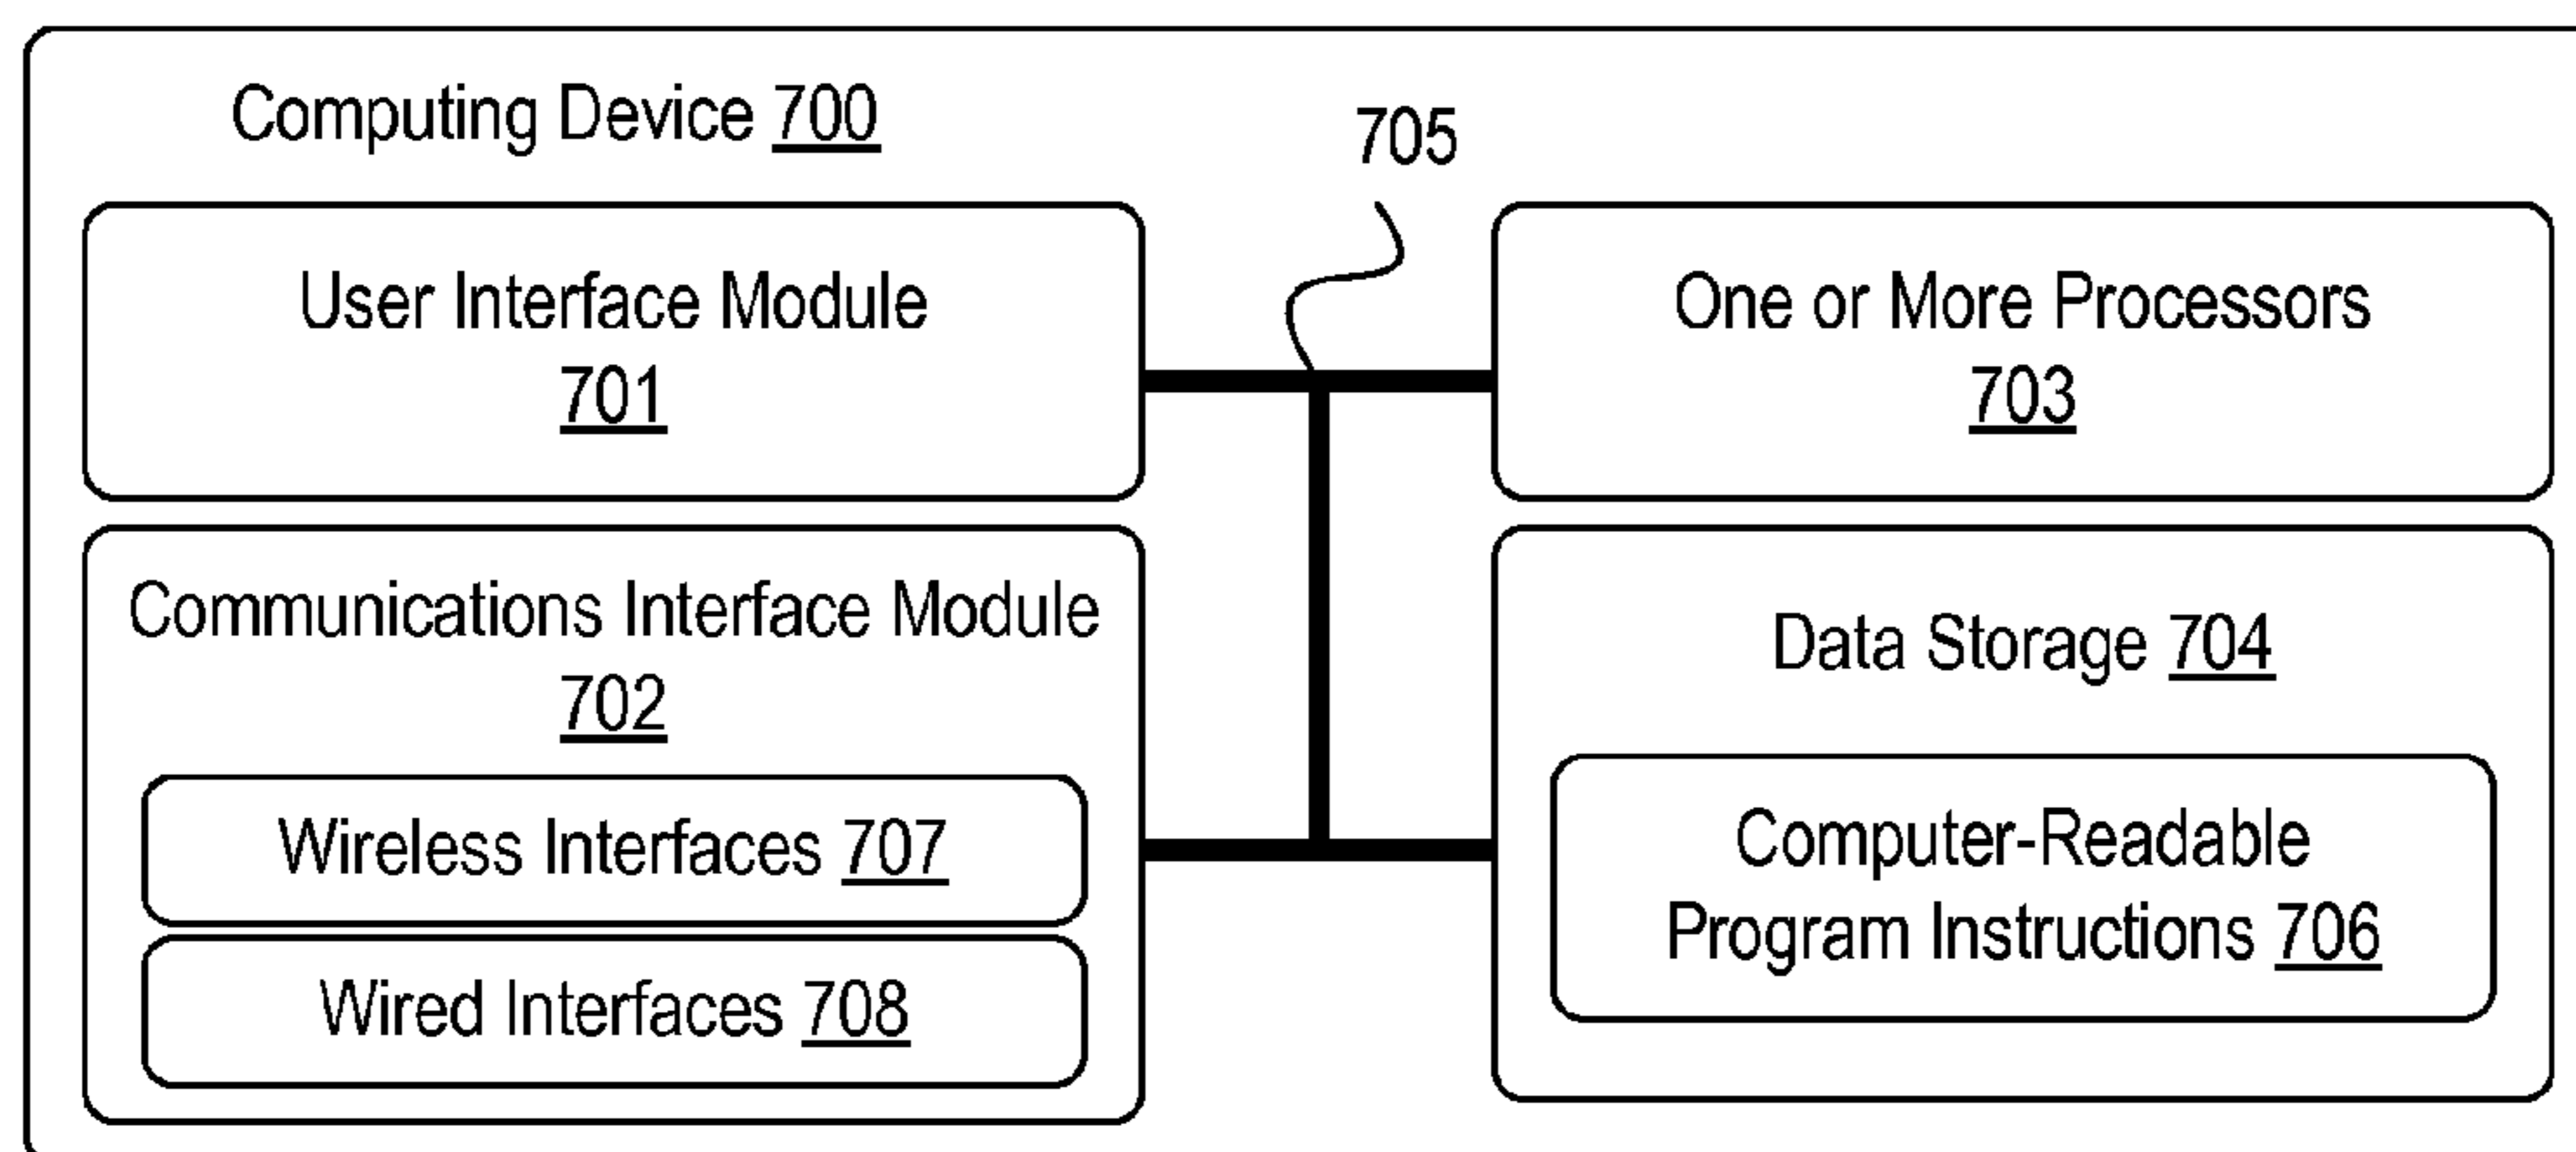 Computing Device 700
705
User Interface Module
701
One or More Processors
703
Communications Interface Module
702
Wireless Interfaces 707
Wired Interfaces 708
Data Storage 704
Computer-Readable
Program Instructions 706